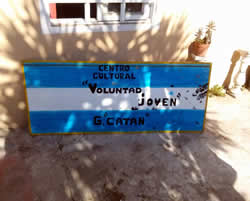 CENTRO
CULTURAL
"VOLUNTAD
JOVEN"
G. CATAN